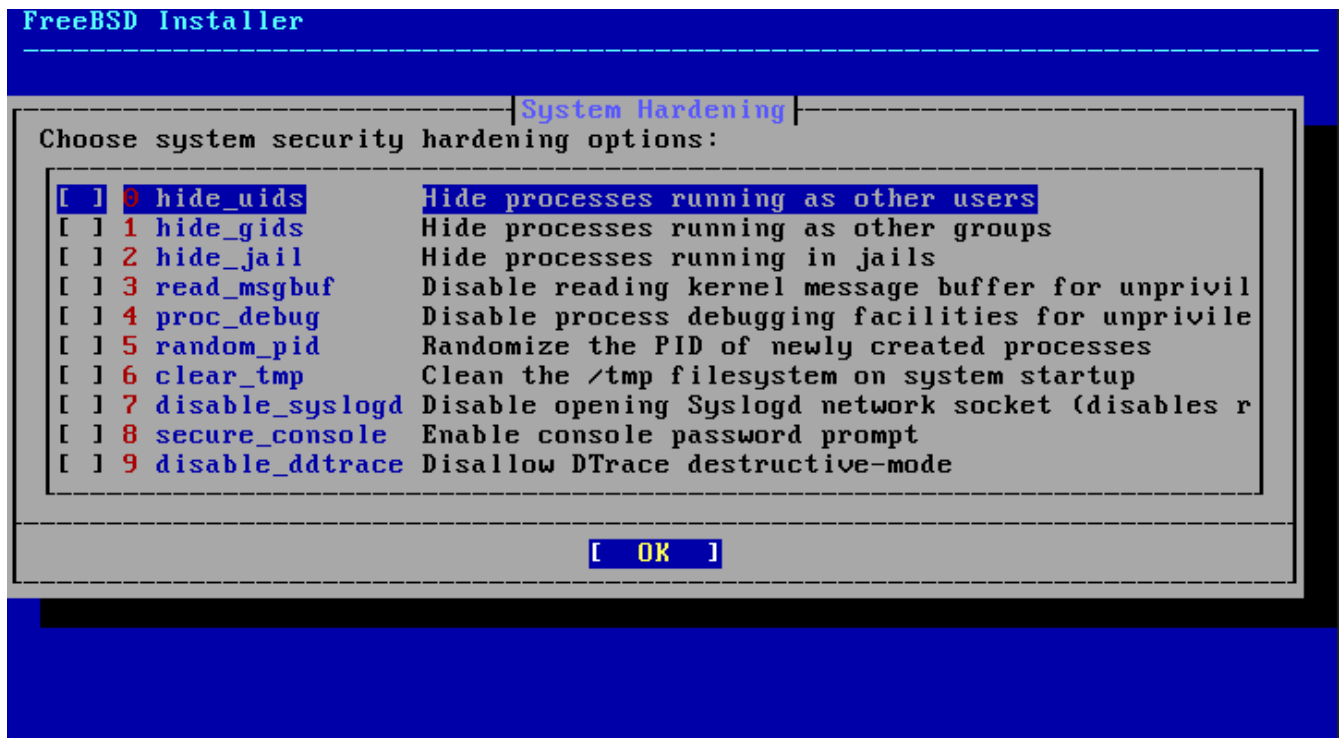 FreeBSD Installer
System Hardening
Choose system security hardening options:
[ ] 0 hide_uids Hide processes running as other users
[ ] 1 hide_gids Hide processes running as other groups
[ ] 2 hide_jail Hide processes running in jails
[ ] 3 read_msgbuf Disable reading kernel message buffer for unprivil
[ ] 4 proc_debug Disable process debugging facilities for unprivile
[ ] 5 random_pid Randomize the PID of newly created processes
[ ] 6 clear_tmp Clean the /tmp filesystem on system startup
[ ] 7 disable_syslogd Disable opening Syslogd network socket (disables r
[ ] 8 secure_console Enable console password prompt
[ ] 9 disable_ddtrace Disallow DTrace destructive-mode
[ OK ]